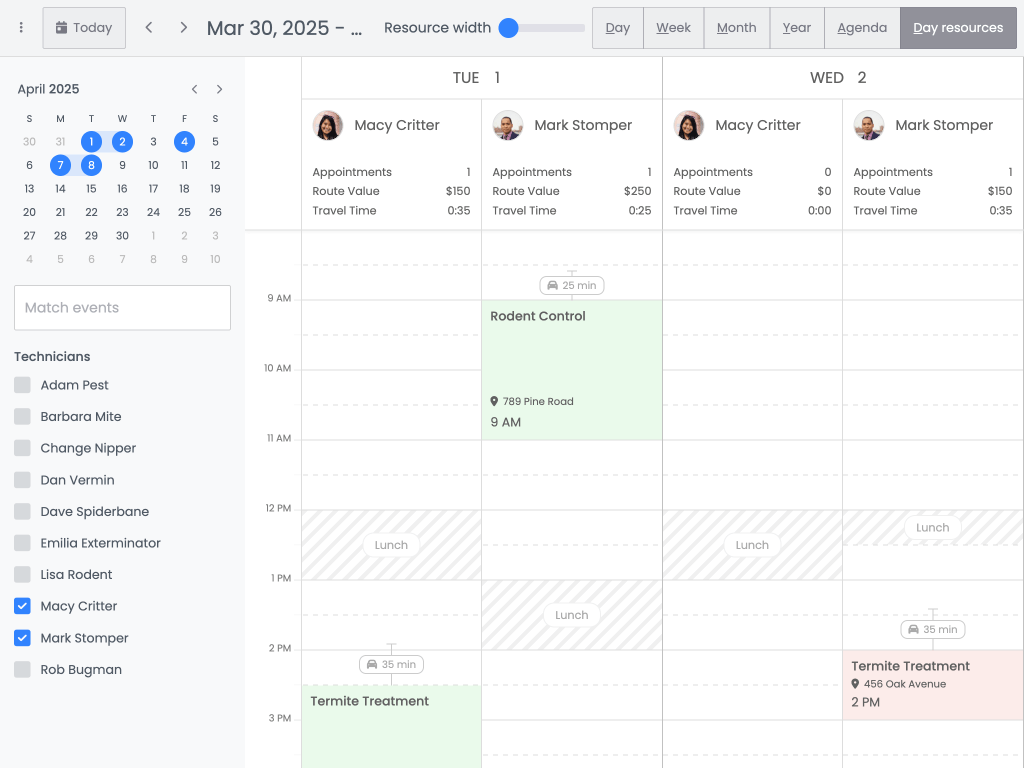 Today
Mar 30, 2025 – ...
Resource width
Day
Week
Month
Year
Agenda
Day resources
April 2025
S M T W T F S
30 31 1 2 3 4 5
6 7 8 9 10 11 12
13 14 15 16 17 18 19
20 21 22 23 24 25 26
27 28 29 30 1 2 3
4 5 6 7 8 9 10
Match events
Technicians
Adam Pest
Barbara Mite
Change Nipper
Dan Vermin
Dave Spiderbane
Emilia Exterminator
Lisa Rodent
Macy Critter
Mark Stomper
Rob Bugman
TUE 1
WED 2
Macy Critter
Appointments 1
Route Value $150
Travel Time 0:35
Mark Stomper
Appointments 1
Route Value $250
Travel Time 0:25
Macy Critter
Appointments 0
Route Value $0
Travel Time 0:00
Mark Stomper
Appointments 1
Route Value $150
Travel Time 0:35
9 AM
10 AM
11 AM
12 PM
1 PM
2 PM
3 PM
Lunch
35 min
Termite Treatment
25 min
Rodent Control
789 Pine Road
9 AM
Lunch
Lunch
Lunch
35 min
Termite Treatment
456 Oak Avenue
2 PM